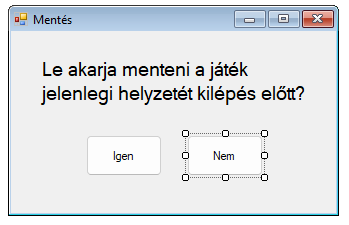 Mentés
Le akarja menteni a játék
jelenlegi helyzetét kilépés előtt?
Igen
Nem